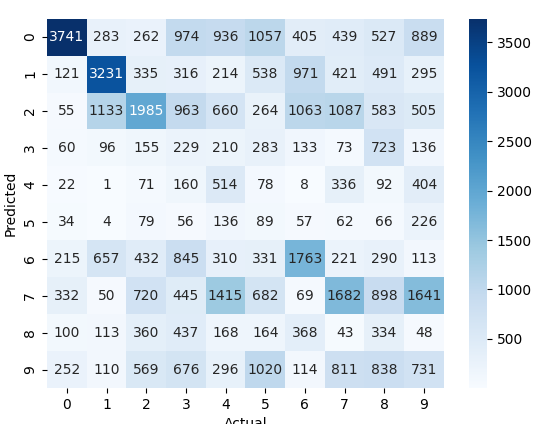 0 3741 283 262 974 936 1057 405 439 527 889
1 121 3231 335 316 214 538 971 421 491 295
2 55 1133 1985 963 660 264 1063 1087 583 505
3 60 96 155 229 210 283 133 73 723 136
4 22 1 71 160 514 78 8 336 92 404
5 34 4 79 56 136 89 57 62 66 226
6 215 657 432 845 310 331 1763 221 290 113
7 332 50 720 445 1415 682 69 1682 898 1641
8 100 113 360 437 168 164 368 43 334 48
9 252 110 569 676 296 1020 114 811 838 731
0 1 2 3 4 5 6 7 8 9
Predicted
Actual
3500
3000
2500
2000
1500
1000
500